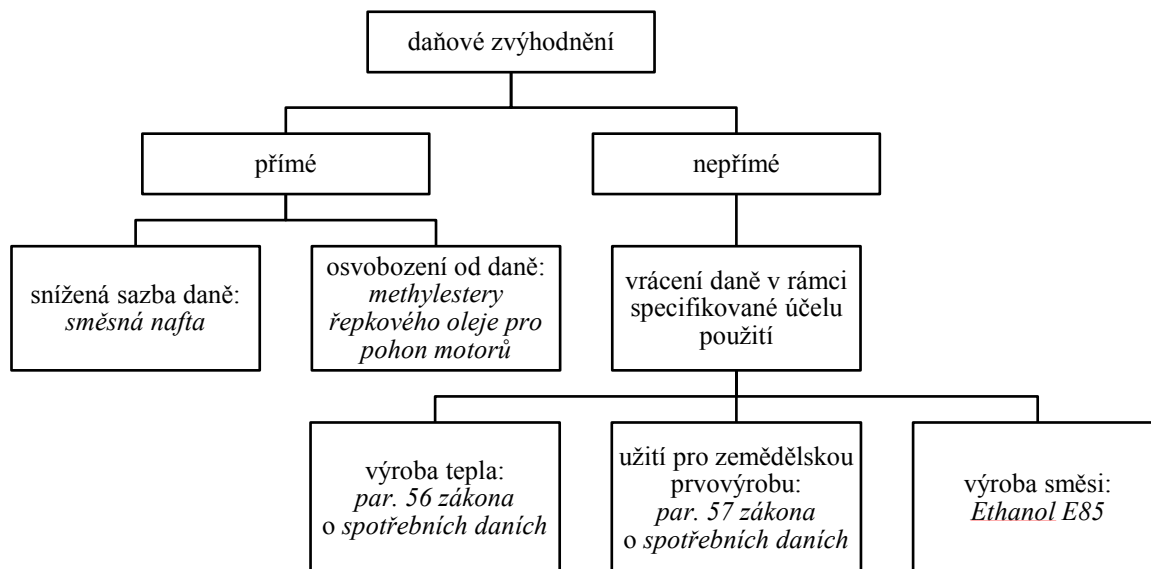 daňové zvýhodnění
přímé
nepřímé
snížená sazba daně:
směsná nafta
osvobození od daně:
methylestery
řepkového oleje pro
pohon motorů
vrácení daně v rámci
specifikované účelu
použití
výroba tepla:
par. 56 zákona
o spotřebních daních
užití pro zemědělskou
prvovýrobu:
par. 57 zákona
o spotřebních daních
výroba směsi:
Ethanol E85